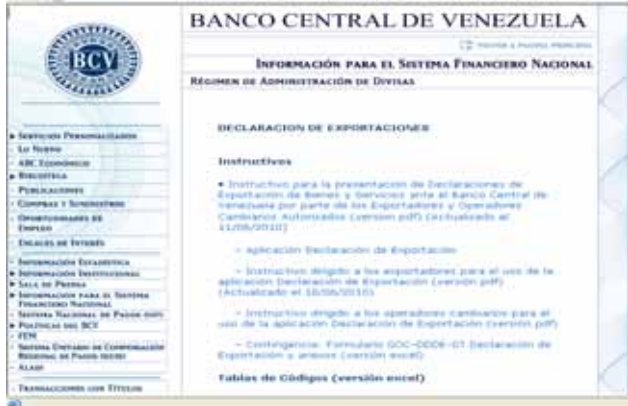 BANCO CENTRAL DE VENEZUELA
BCV
VOLVER A PÁGINA PRINCIPAL
INFORMACIÓN PARA EL SISTEMA FINANCIERO NACIONAL
RÉGIMEN DE ADMINISTRACIÓN DE DIVISAS
SERVICIOS PERSONALIZADOS
LO NUEVO
ABC ECONÓMICO
BIBLIOTECA
PUBLICACIONES
COMPRAS Y SUMINISTROS
OPORTUNIDADES DE
EMPLEO
ENLACES DE INTERÉS
INFORMACIÓN ESTADÍSTICA
INFORMACIÓN INSTITUCIONAL
SALA DE PRENSA
INFORMACIÓN PARA EL SISTEMA
FINANCIERO NACIONAL
SISTEMA NACIONAL DE PAGOS
POLÍTICAS DEL BCV
FEM
SISTEMA UNITARIO DE COMPENSACIÓN
REGIONAL DE PAGOS
ALADI
TRANSACCIONES CON TÍTULOS
DECLARACION DE EXPORTACIONES
Instructivos
• Instructivo para la presentación de Declaraciones de
Exportación de Bienes y Servicios ante el Banco Central de
Venezuela por parte de los Exportadores y Operadores
Cambiarios Autorizados (versión pdf) (Actualizado al
11/06/2010)
- Aplicación Declaración de Exportación
- Instructivo dirigido a los exportadores para el uso de la
aplicación Declaración de Exportación (versión pdf)
(Actualizado el 10/06/2010)
- Instructivo dirigido a los operadores cambiarios para el
uso de la aplicación Declaración de Exportación (versión pdf)
- Contingencia: Formulario Declaración de
Exportación y anexos (versión excel)
Tablas de Códigos (versión excel)